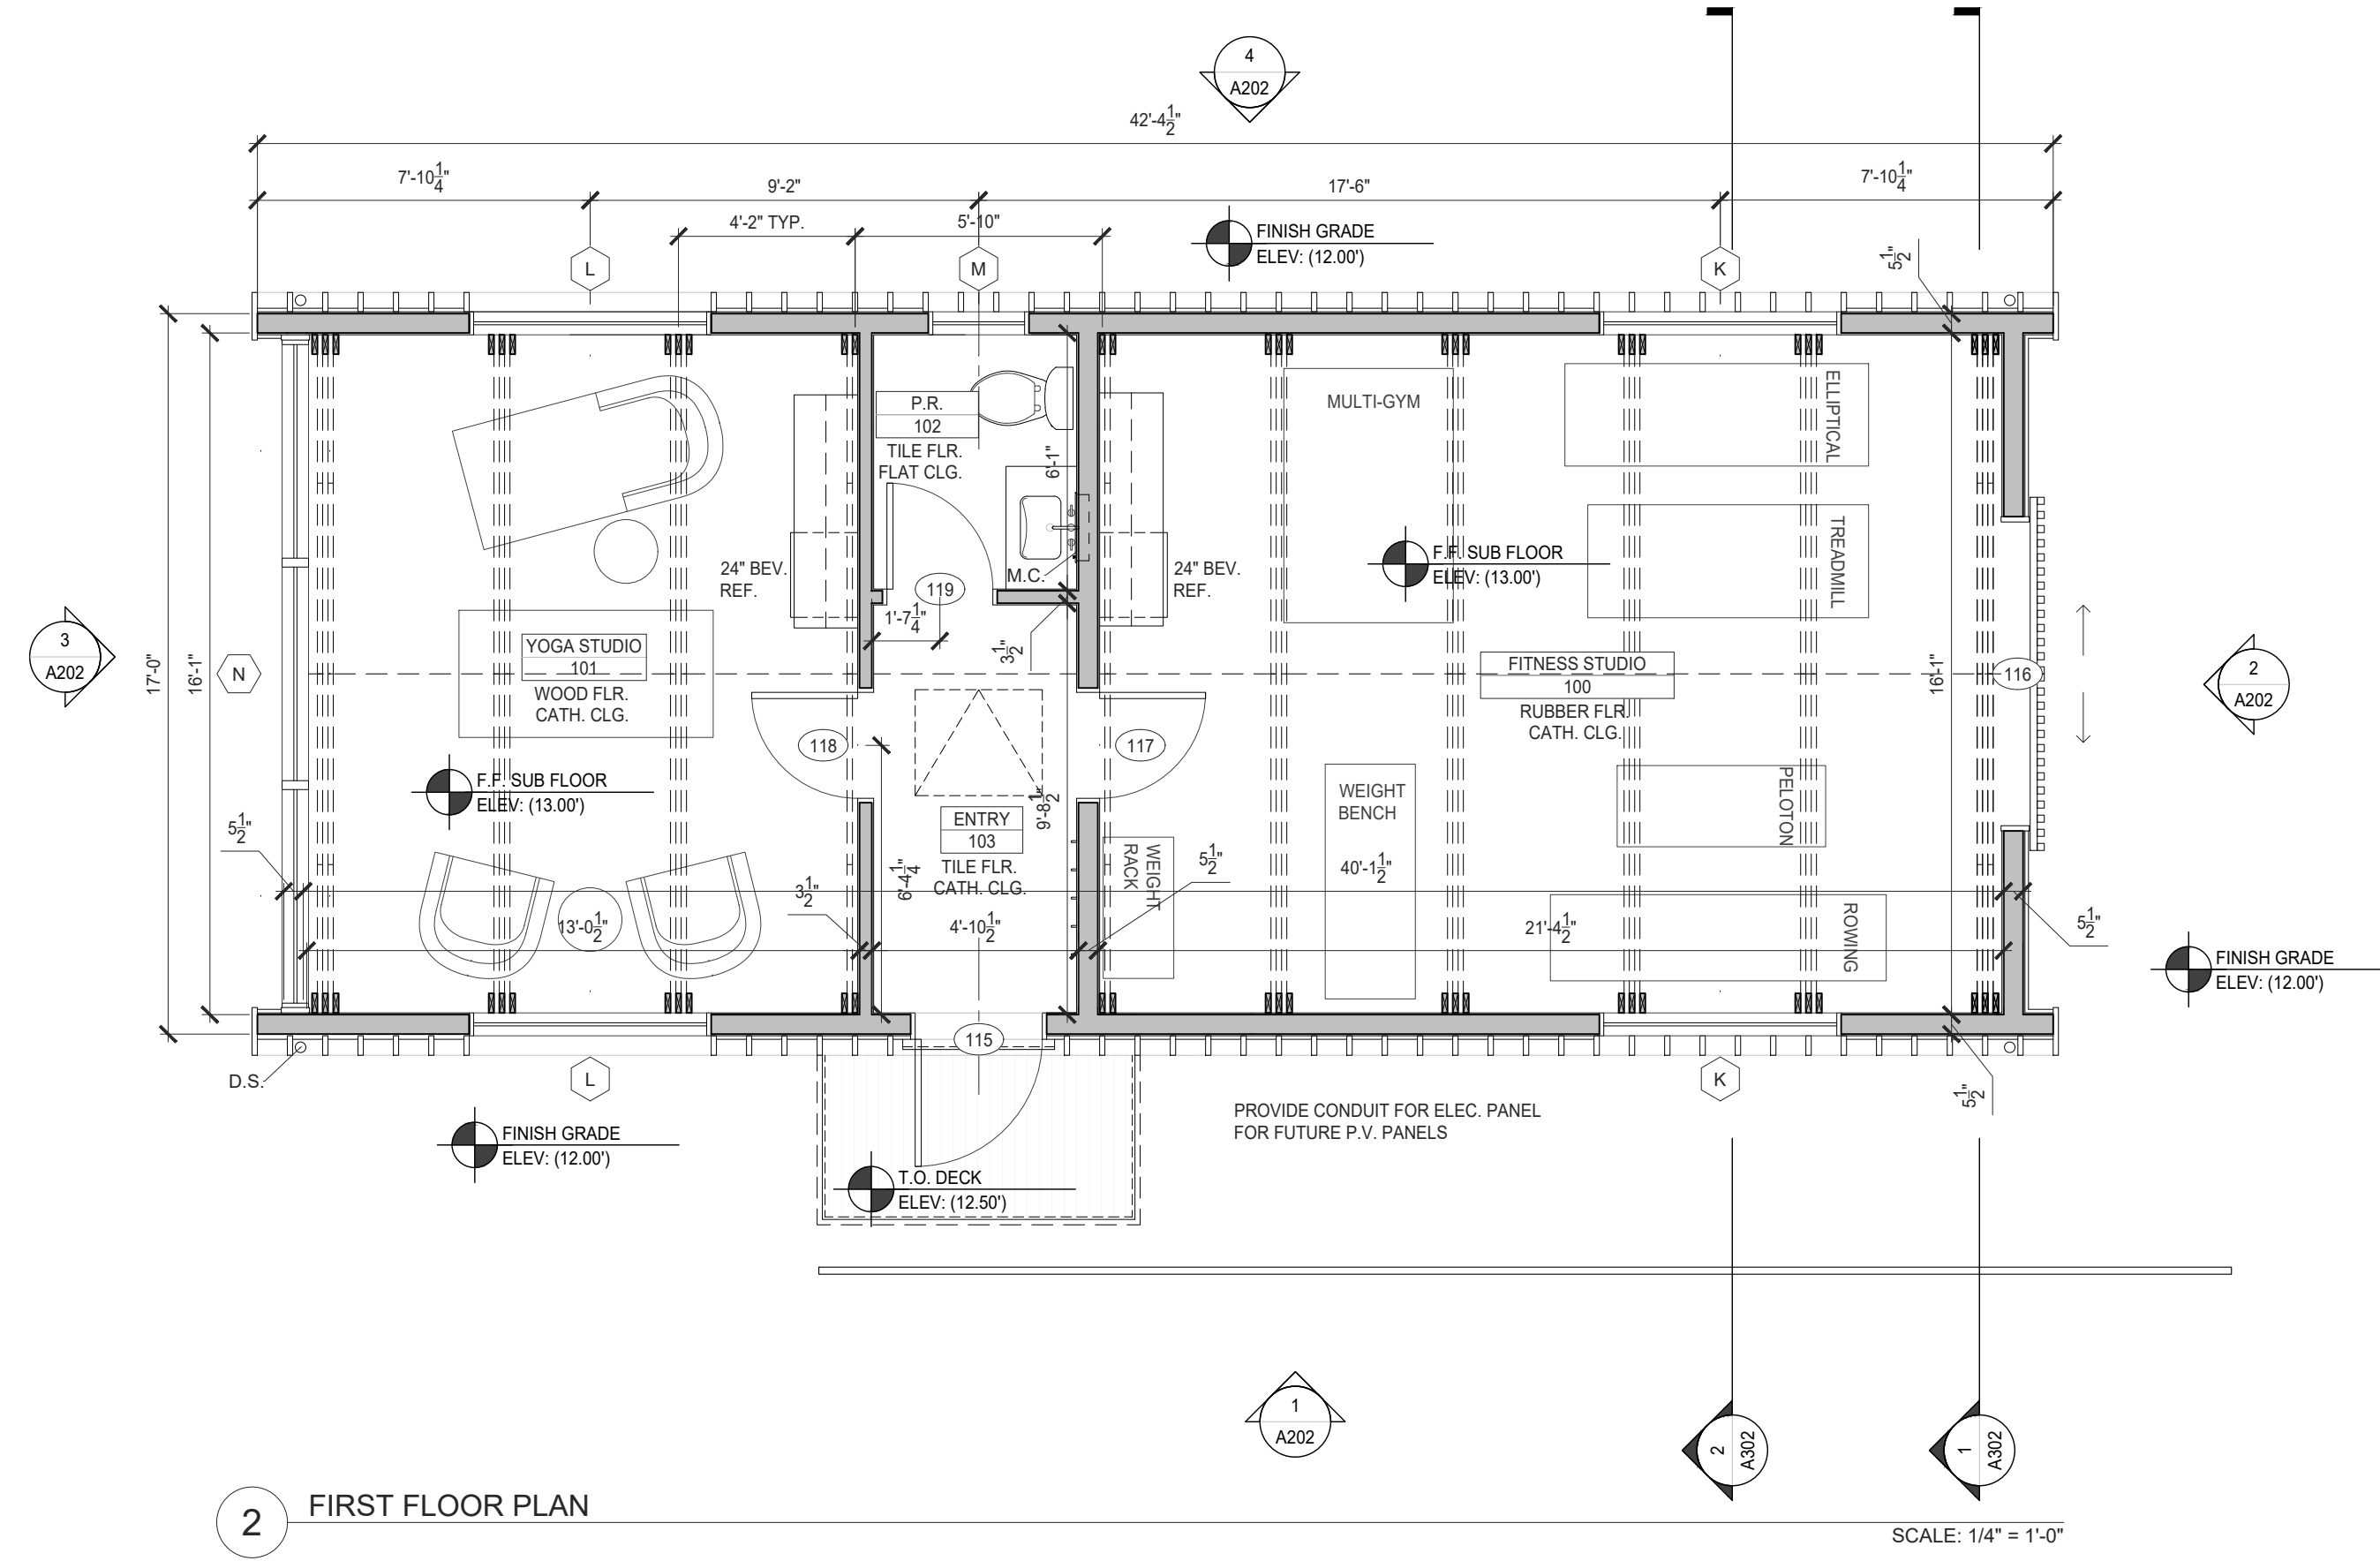 4
A202
42'-4 1/2"
7'-10 1/4"
9'-2"
17'-6"
7'-10 1/4"
4'-2" TYP.
5'-10"
FINISH GRADE
ELEV: (12.00')
5 1/2"
L
M
K
P.R.
102
TILE FLR.
FLAT CLG.
6'-1"
MULTI-GYM
ELLIPTICAL
TREADMILL
24" BEV.
REF.
M.C.
119
24" BEV.
REF.
F.F. SUB FLOOR
ELEV: (13.00')
1'-7 1/4"
3 1/2"
3
A202
17'-0"
16'-1"
N
YOGA STUDIO
101
WOOD FLR.
CATH. CLG.
FITNESS STUDIO
100
RUBBER FLR.
CATH. CLG.
16'-1"
116
2
A202
118
117
F.F. SUB FLOOR
ELEV: (13.00')
PELOTON
WEIGHT
BENCH
9'-8 1/2"
ENTRY
103
TILE FLR.
CATH. CLG.
6'-4 1/4"
WEIGHT
RACK
5 1/2"
40'-1 1/2"
5 1/2"
3 1/2"
13'-0 1/2"
4'-10 1/2"
21'-4 1/2"
ROWING
5 1/2"
FINISH GRADE
ELEV: (12.00')
115
D.S.
L
K
5 1/2"
PROVIDE CONDUIT FOR ELEC. PANEL
FOR FUTURE P.V. PANELS
FINISH GRADE
ELEV: (12.00')
T.O. DECK
ELEV: (12.50')
1
A202
2
A302
1
A302
2
FIRST FLOOR PLAN
SCALE: 1/4" = 1'-0"